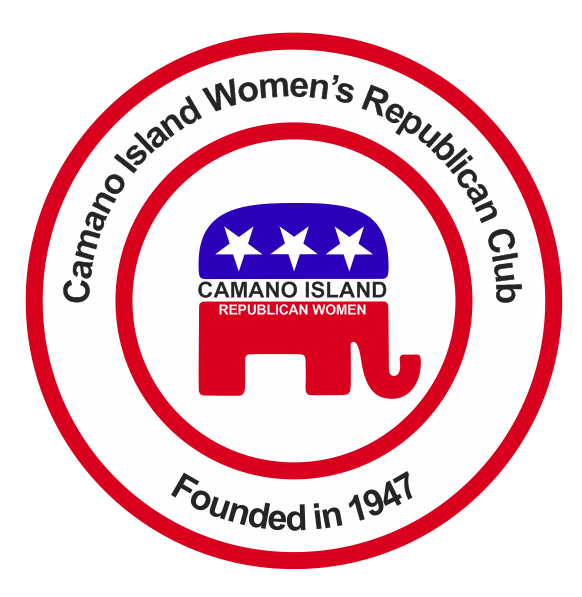 Camano Island Women’s Republican Club
CAMANO ISLAND
REPUBLICAN WOMEN
Founded in 1947